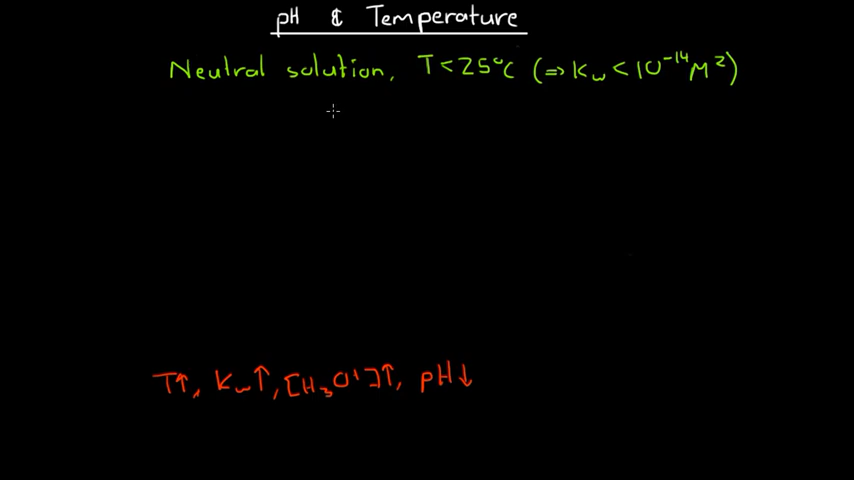 pH & Temperature
Neutral solution, T < 25°C (⇒ Kw < 10⁻¹⁴ M²)
T↑, Kw↑, [H₃O⁺]↑, pH↓